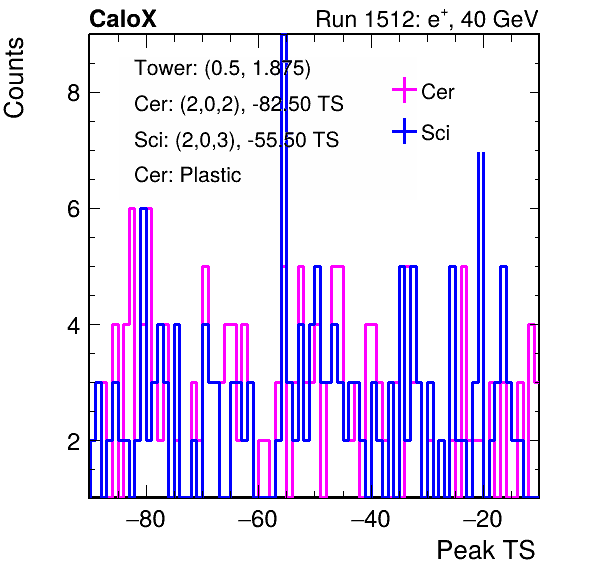 CaloX Run 1512: e⁺, 40 GeV
Counts
Tower: (0.5, 1.875)
Cer: (2,0,2), -82.50 TS
Sci: (2,0,3), -55.50 TS
Cer: Plastic
Cer
Sci
8
6
4
2
−80 −60 −40 −20
Peak TS